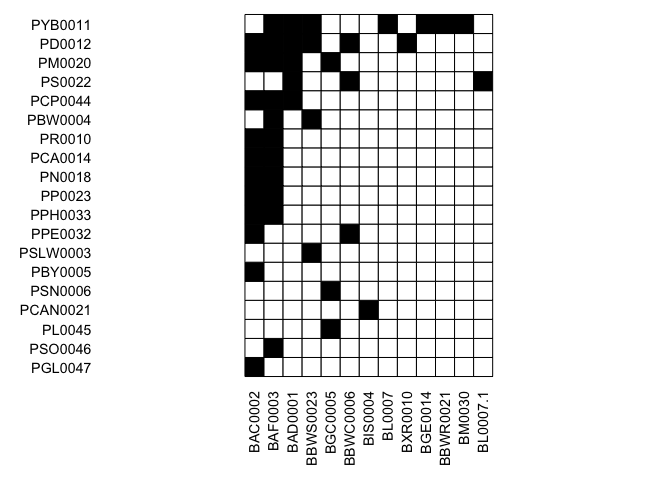 PYB0011
PD0012
PM0020
PS0022
PCP0044
PBW0004
PR0010
PCA0014
PN0018
PP0023
PPH0033
PPE0032
PSLW0003
PBY0005
PSN0006
PCAN0021
PL0045
PSO0046
PGL0047
BAC0002
BAF0003
BAD0001
BBWS0023
BGC0005
BBWC0006
BIS0004
BL0007
BXR0010
BGE0014
BBWR0021
BM0030
BL0007.1